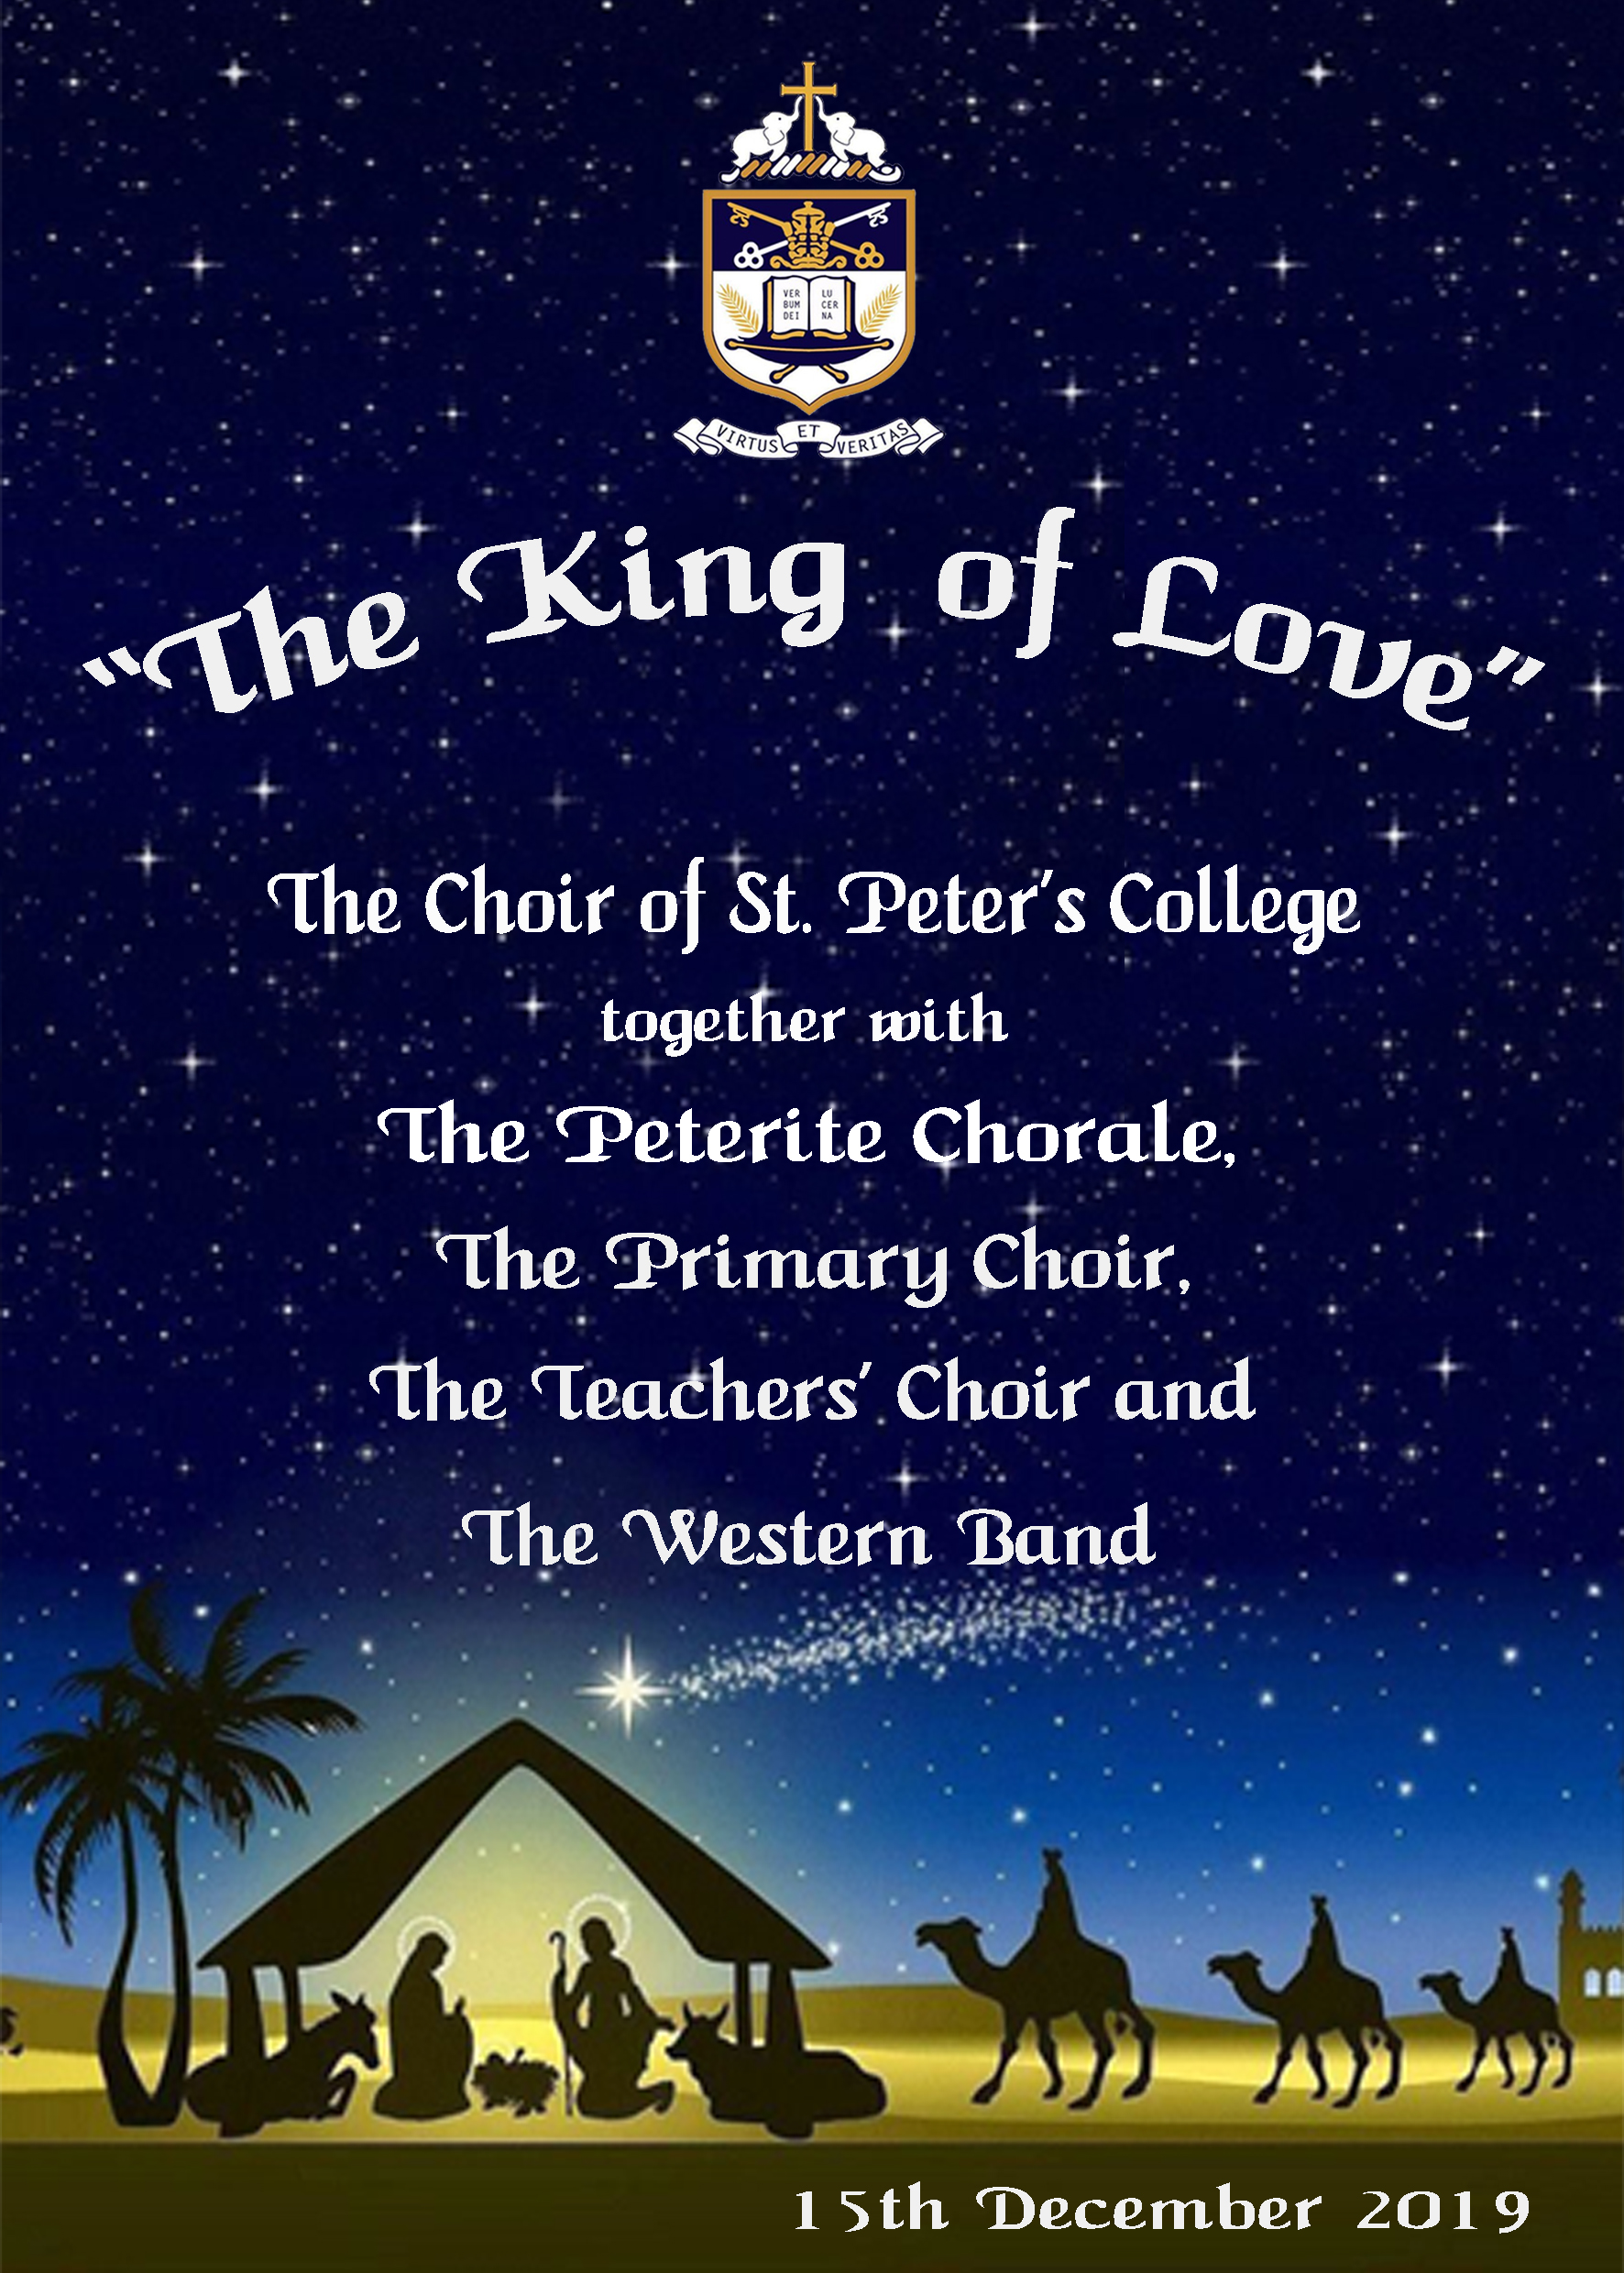 VER LU
BUM CER
DEI NA
VIRTUS ET VERITAS
“The King of Love”
The Choir of St. Peter's College
together with
The Peterite Chorale,
The Primary Choir,
The Teachers' Choir and
The Western Band
15th December 2019